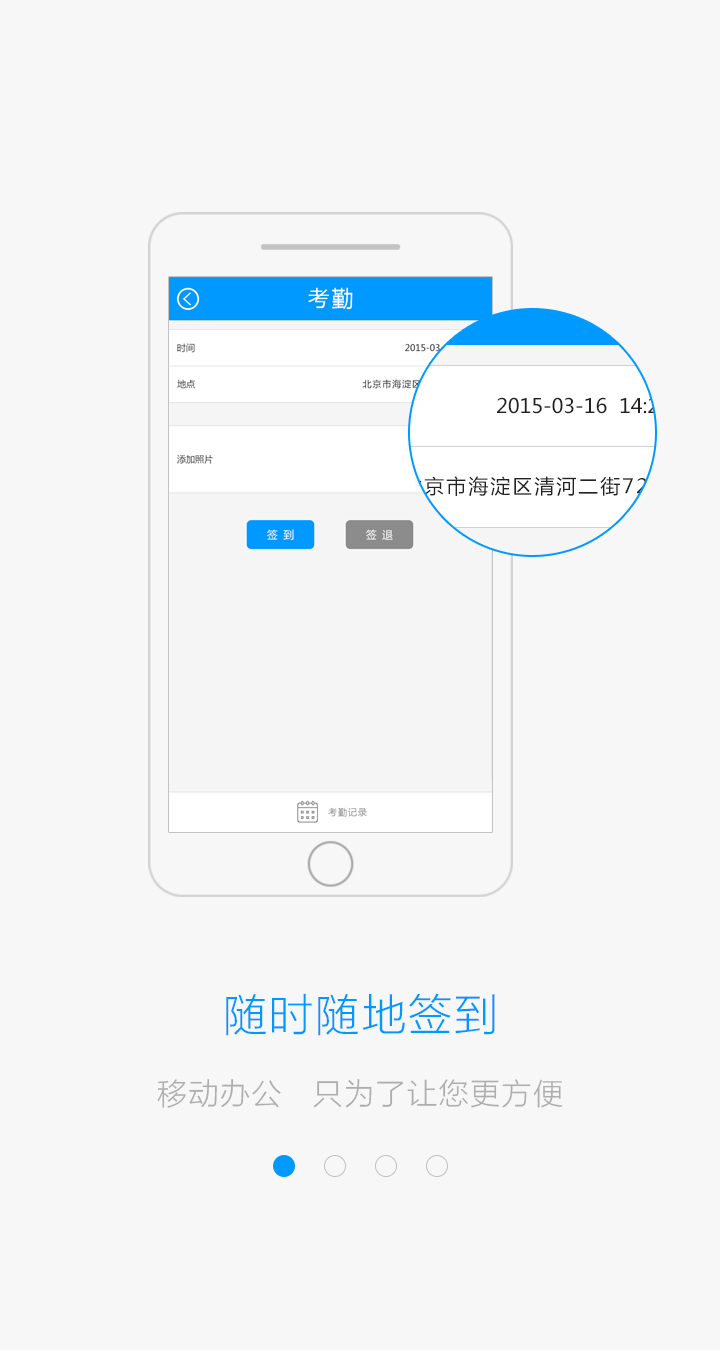 考勤
时间 2015-03
地点 北京市海淀区
2015-03-16 14:2
京市海淀区清河二街72
添加照片
签到 签退
考勤记录
随时随地签到
移动办公 只为了让您更方便